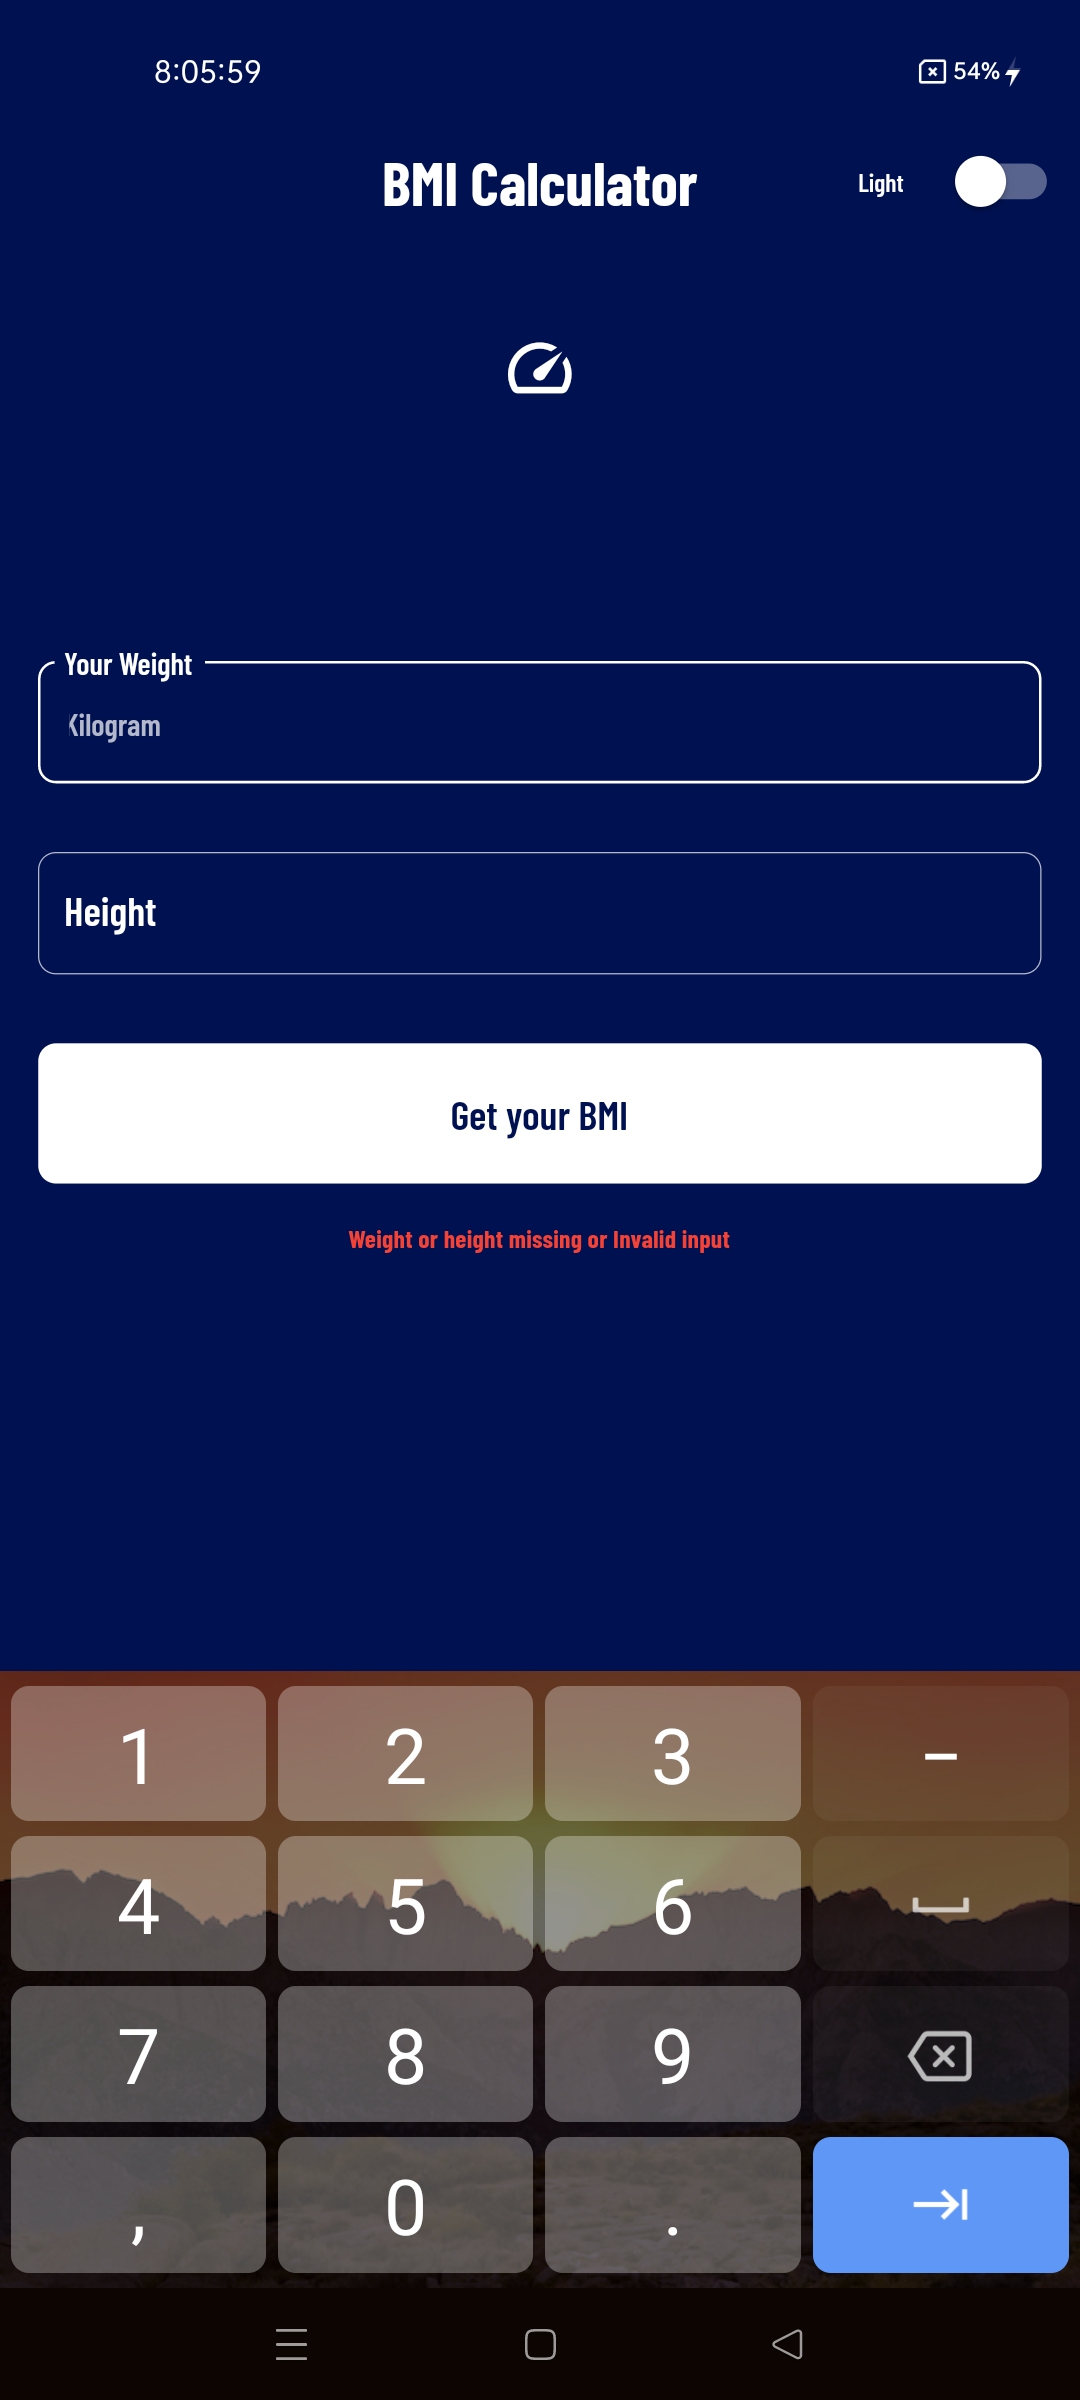 8:05:59
54%
BMI Calculator
Light
Your Weight
Kilogram
Height
Get your BMI
Weight or height missing or Invalid input
1 2 3 –
4 5 6
7 8 9
, 0 .